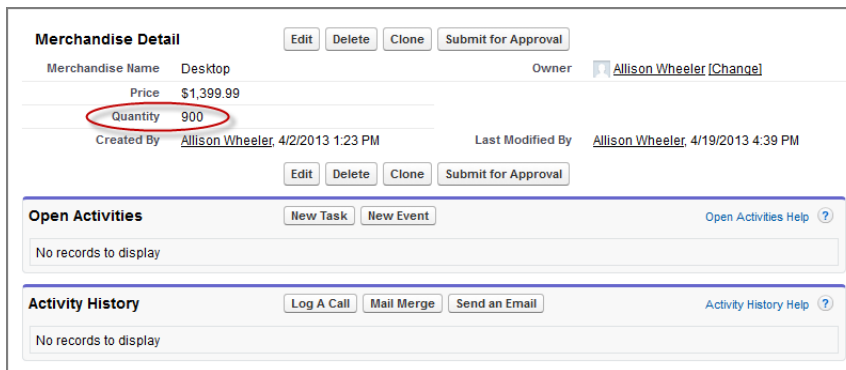 Merchandise Detail Edit Delete Clone Submit for Approval
Merchandise Name Desktop Owner Allison Wheeler [Change]
Price $1,399.99
Quantity 900
Created By Allison Wheeler, 4/2/2013 1:23 PM Last Modified By Allison Wheeler, 4/19/2013 4:39 PM
Edit Delete Clone Submit for Approval
Open Activities New Task New Event Open Activities Help ?
No records to display
Activity History Log A Call Mail Merge Send an Email Activity History Help ?
No records to display